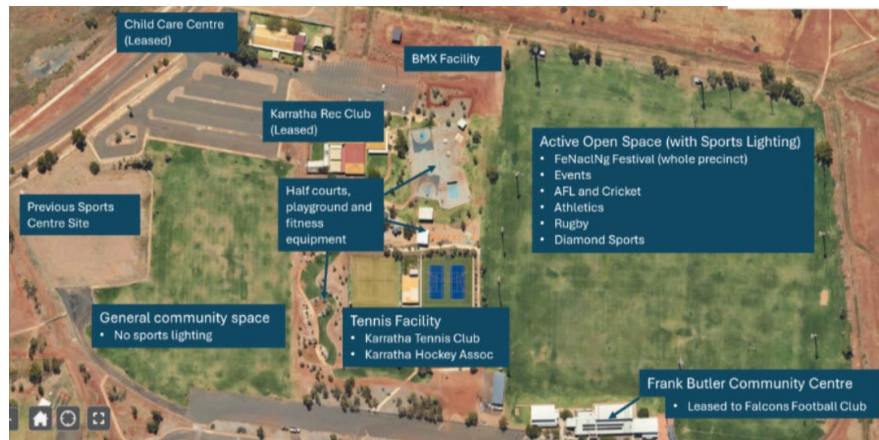 Child Care Centre
(Leased)
BMX Facility
Karratha Rec Club
(Leased)
Active Open Space (with Sports Lighting)
• FeNaclNg Festival (whole precinct)
• Events
• AFL and Cricket
• Athletics
• Rugby
• Diamond Sports
Half courts,
playground and
fitness
equipment
Previous Sports
Centre Site
General community space
• No sports lighting
Tennis Facility
• Karratha Tennis Club
• Karratha Hockey Assoc
Frank Butler Community Centre
• Leased to Falcons Football Club